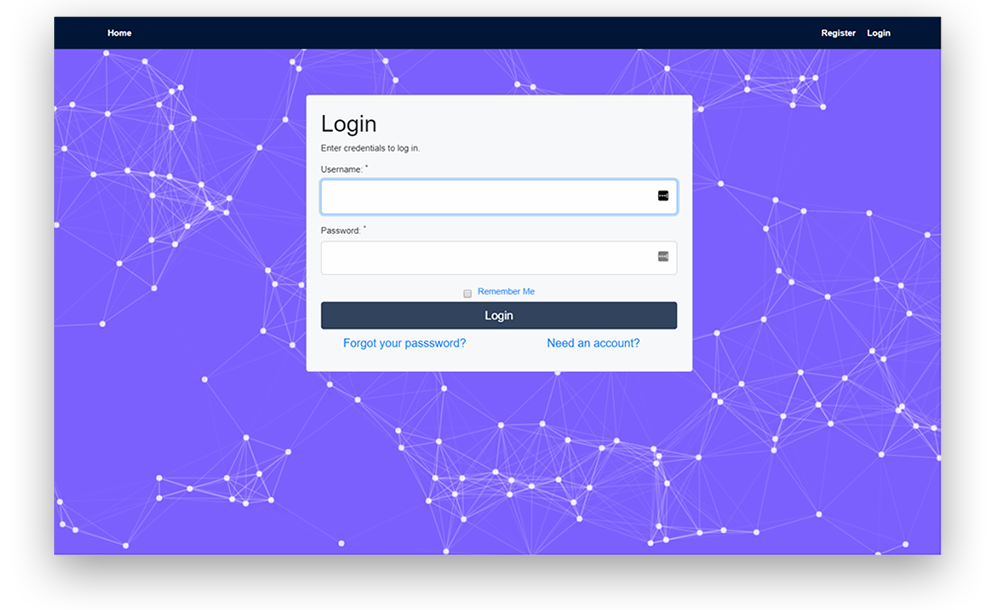 Home Register Login
Login
Enter credentials to log in.
Username: *
Password: *
Remember Me
Login
Forgot your passsword? Need an account?